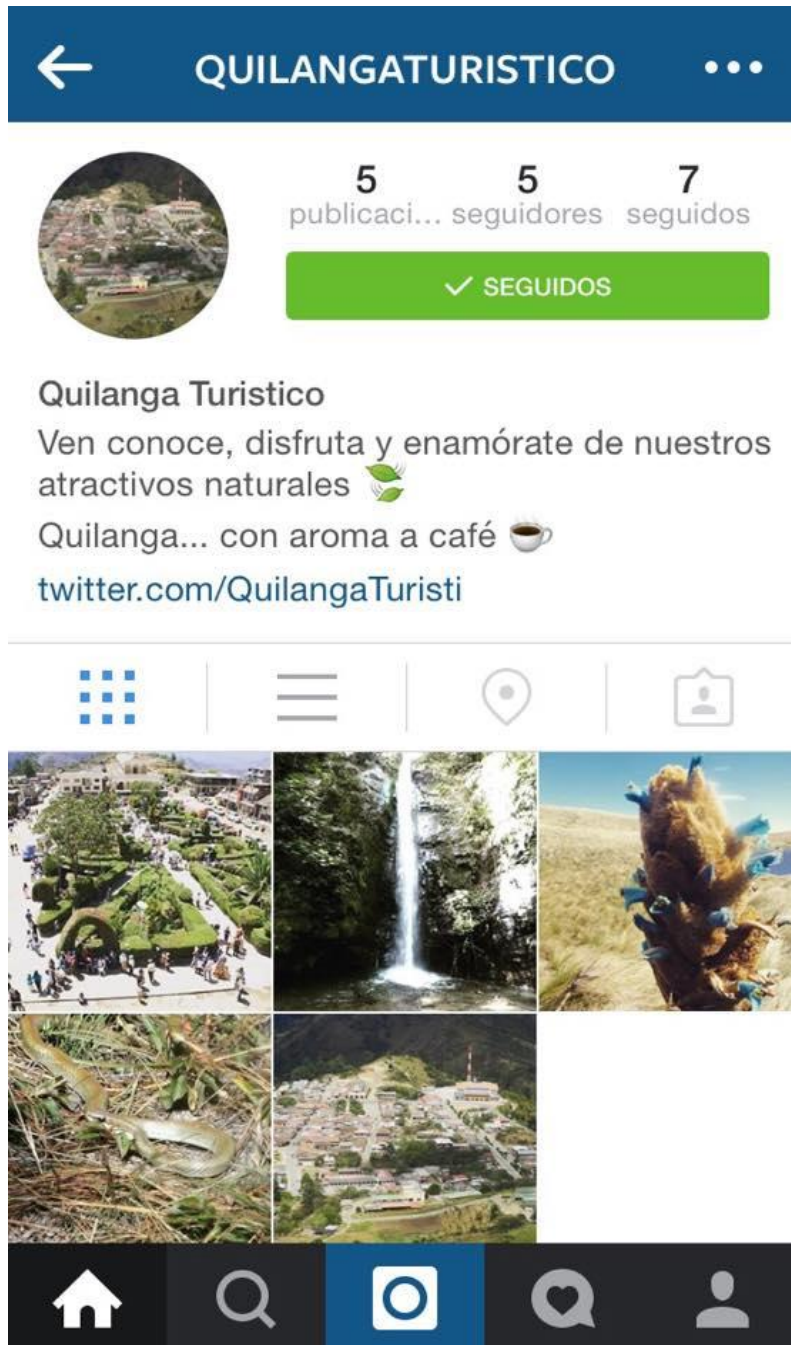 QUILANGATURISTICO
5 5 7
publicaci... seguidores seguidos
SEGUIDOS
Quilanga Turistico
Ven conoce, disfruta y enamórate de nuestros
atractivos naturales
Quilanga... con aroma a café
twitter.com/QuilangaTuristi